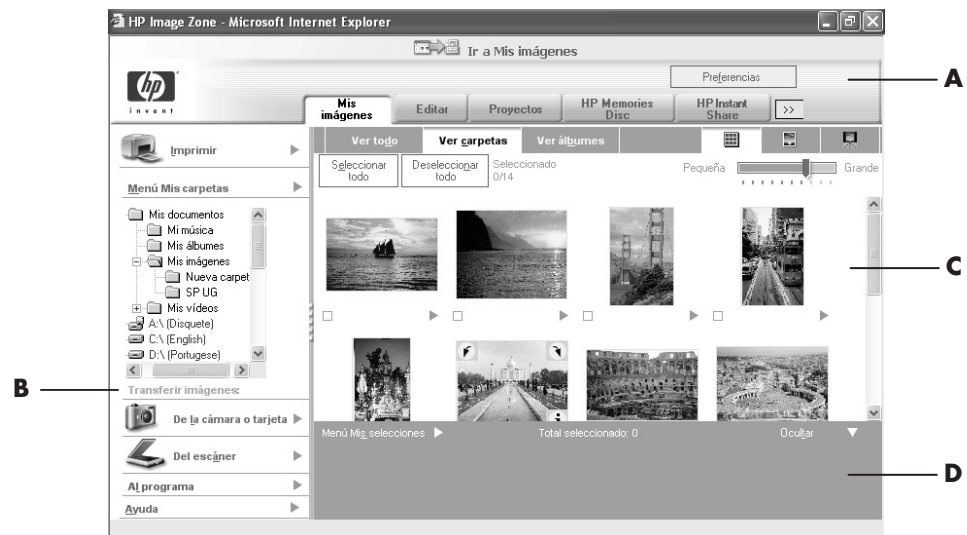 HP Image Zone - Microsoft Internet Explorer
Ir a Mis imágenes
hp
invent
Preferencias
A
Mis imágenes
Editar
Proyectos
HP Memories Disc
HP Instant Share
>>
Imprimir
Ver todo
Ver carpetas
Ver álbumes
Seleccionar todo
Deseleccionar todo
Seleccionado
0/14
Pequeña
Grande
Menú Mis carpetas
Mis documentos
Mi música
Mis álbumes
Mis imágenes
Nueva carpet
SP UG
Mis vídeos
A:\ (Disquete)
C:\ (English)
D:\ (Portugese)
C
B
Transferir imágenes:
De la cámara o tarjeta
Del escáner
Al programa
Ayuda
Menú Mis selecciones
Total seleccionado: 0
Ocultar
D